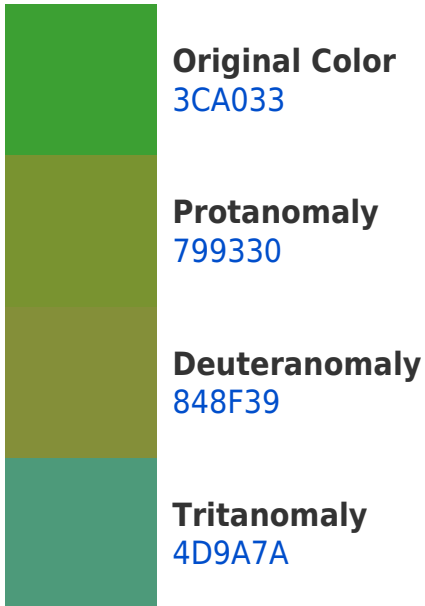 Original Color
3CA033
Protanomaly
799330
Deuteranomaly
848F39
Tritanomaly
4D9A7A